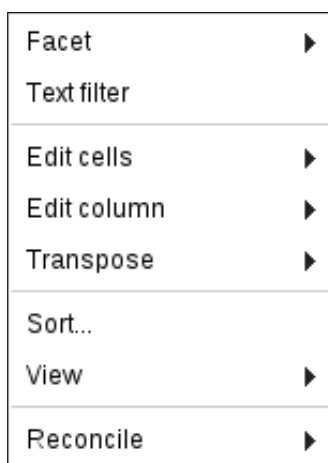 Facet
Text filter
Edit cells
Edit column
Transpose
Sort...
View
Reconcile